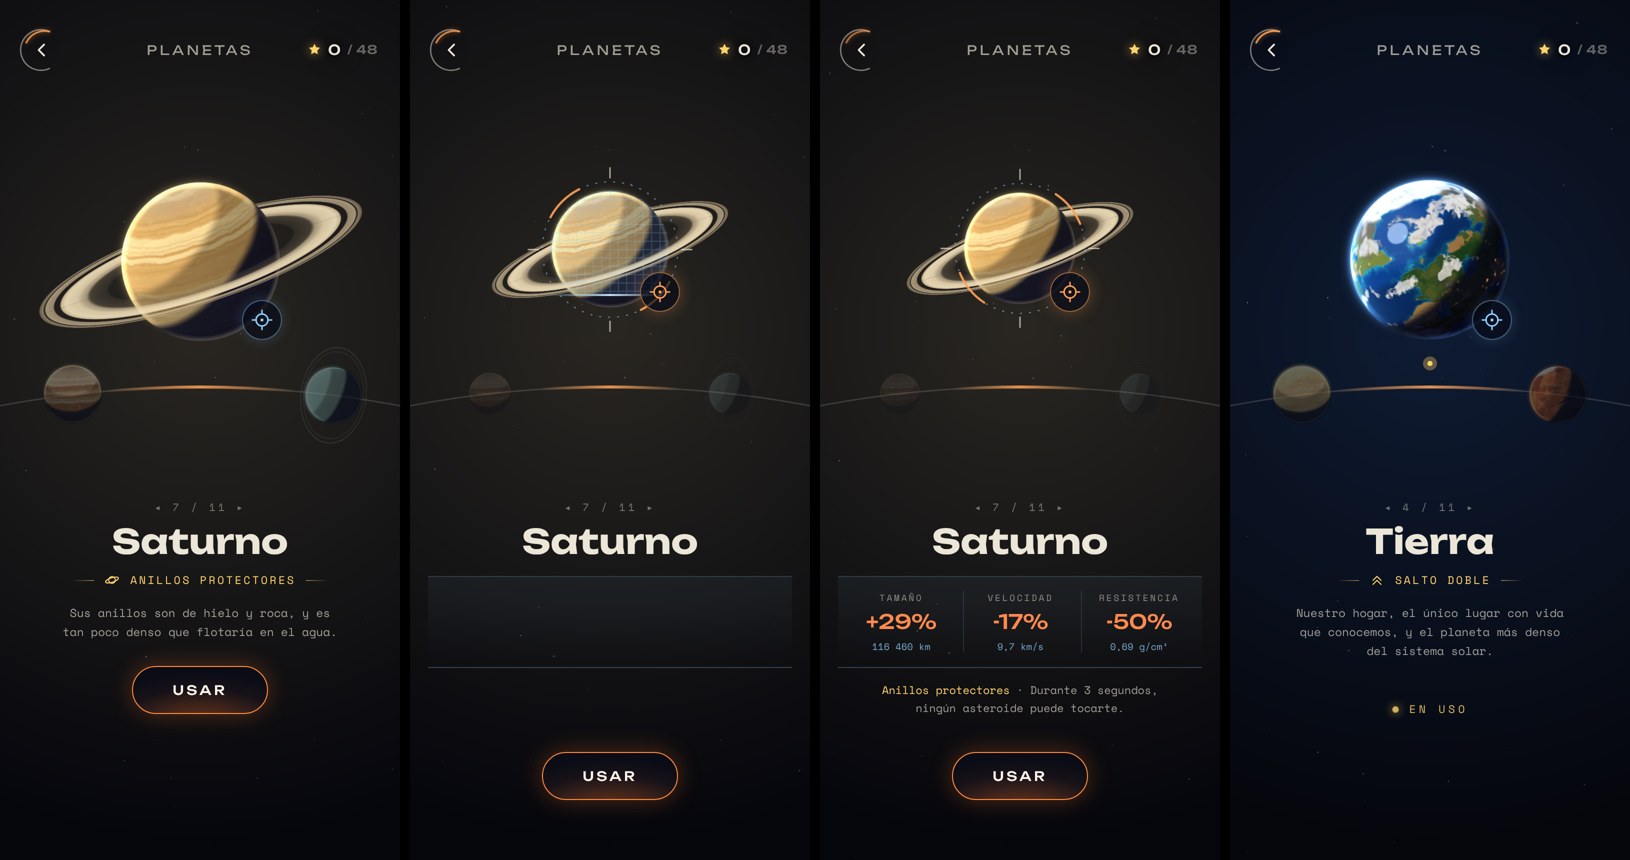 PLANETAS
0 / 48
◂ 7 / 11 ▸
Saturno
ANILLOS PROTECTORES
Sus anillos son de hielo y roca, y es
tan poco denso que flotaría en el agua.
USAR
PLANETAS
0 / 48
◂ 7 / 11 ▸
Saturno
USAR
PLANETAS
0 / 48
◂ 7 / 11 ▸
Saturno
TAMAÑO
+29%
116 460 km
VELOCIDAD
-17%
9,7 km/s
RESISTENCIA
-50%
0,69 g/cm³
Anillos protectores · Durante 3 segundos,
ningún asteroide puede tocarte.
USAR
PLANETAS
0 / 48
◂ 4 / 11 ▸
Tierra
SALTO DOBLE
Nuestro hogar, el único lugar con vida
que conocemos, y el planeta más denso
del sistema solar.
EN USO